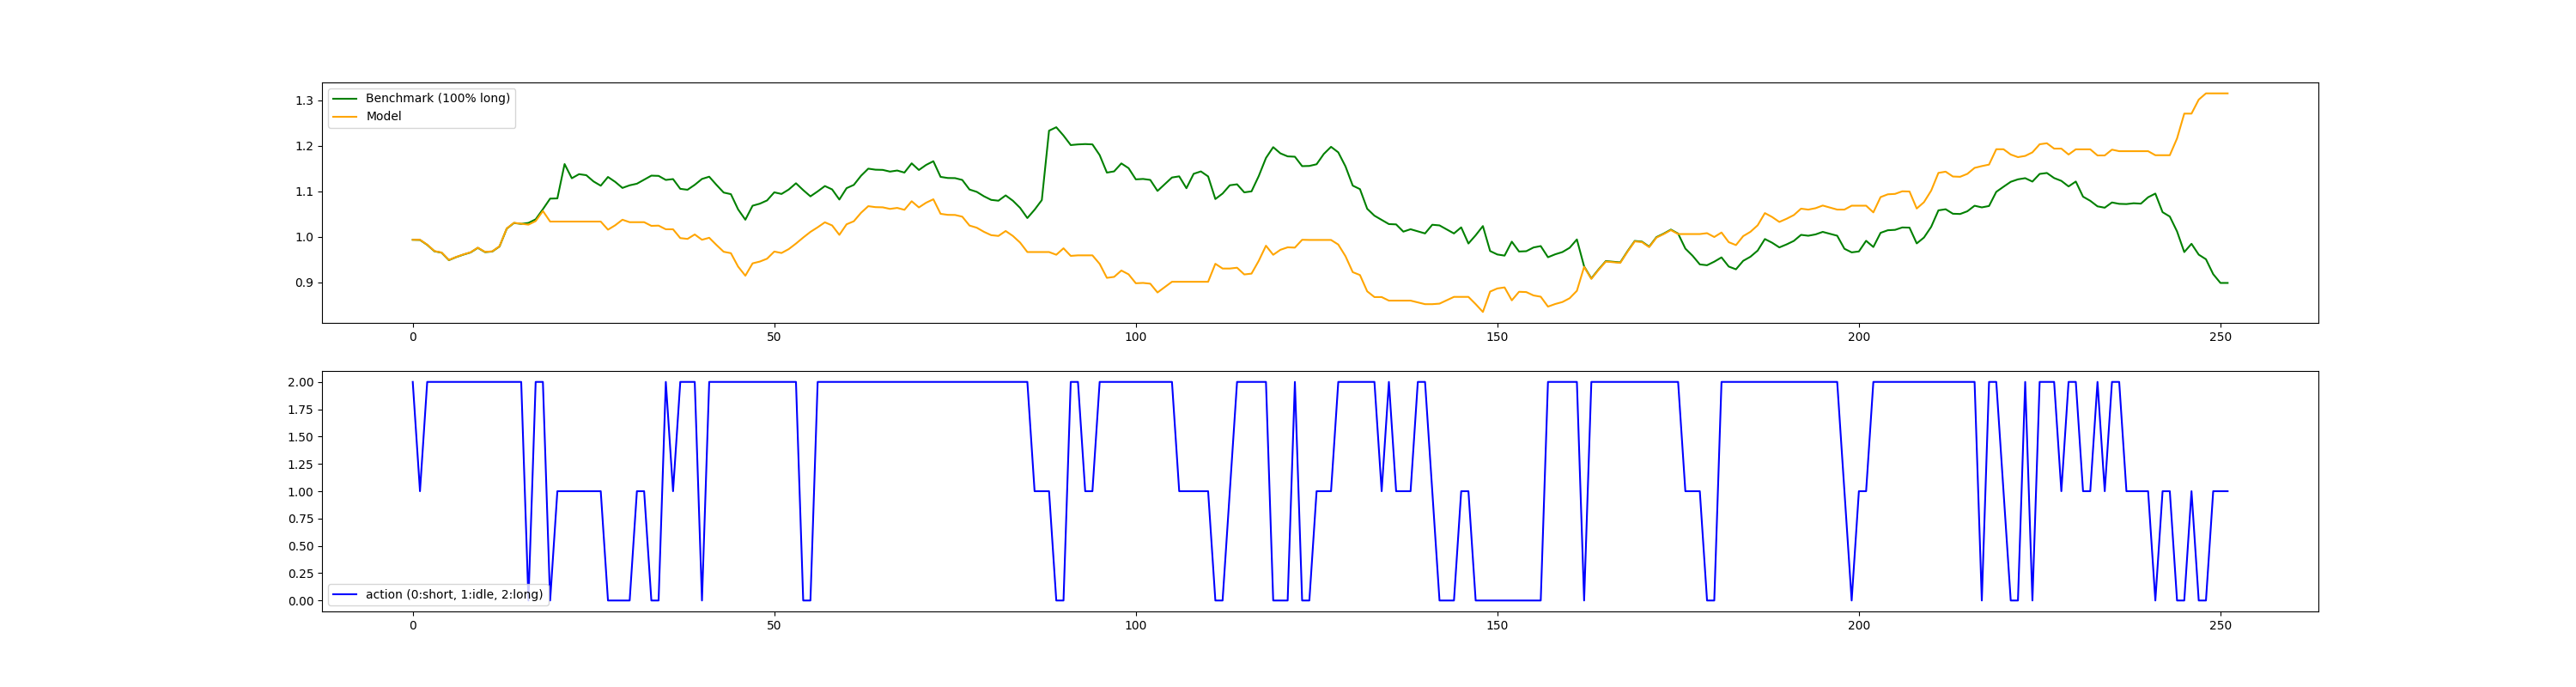 1.3
1.2
1.1
1.0
0.9
Benchmark (100% long)
Model
0 50 100 150 200 250
2.00
1.75
1.50
1.25
1.00
0.75
0.50
0.25
0.00
action (0:short, 1:idle, 2:long)
0 50 100 150 200 250